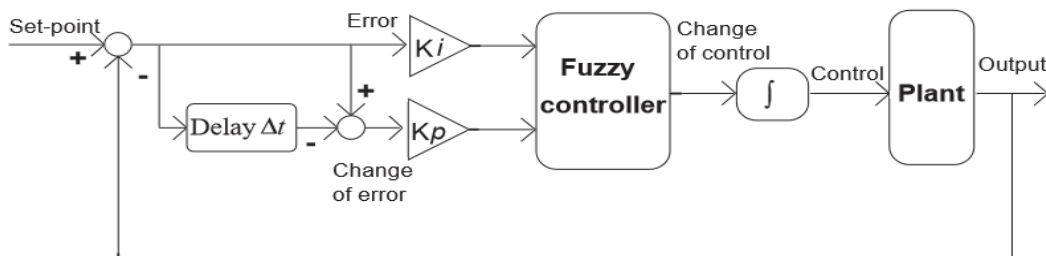 Set-point
+
-
Error
Ki
+
Delay Δt
-
Change
of error
Kp
Fuzzy
controller
Change
of control
∫
Control
Plant
Output